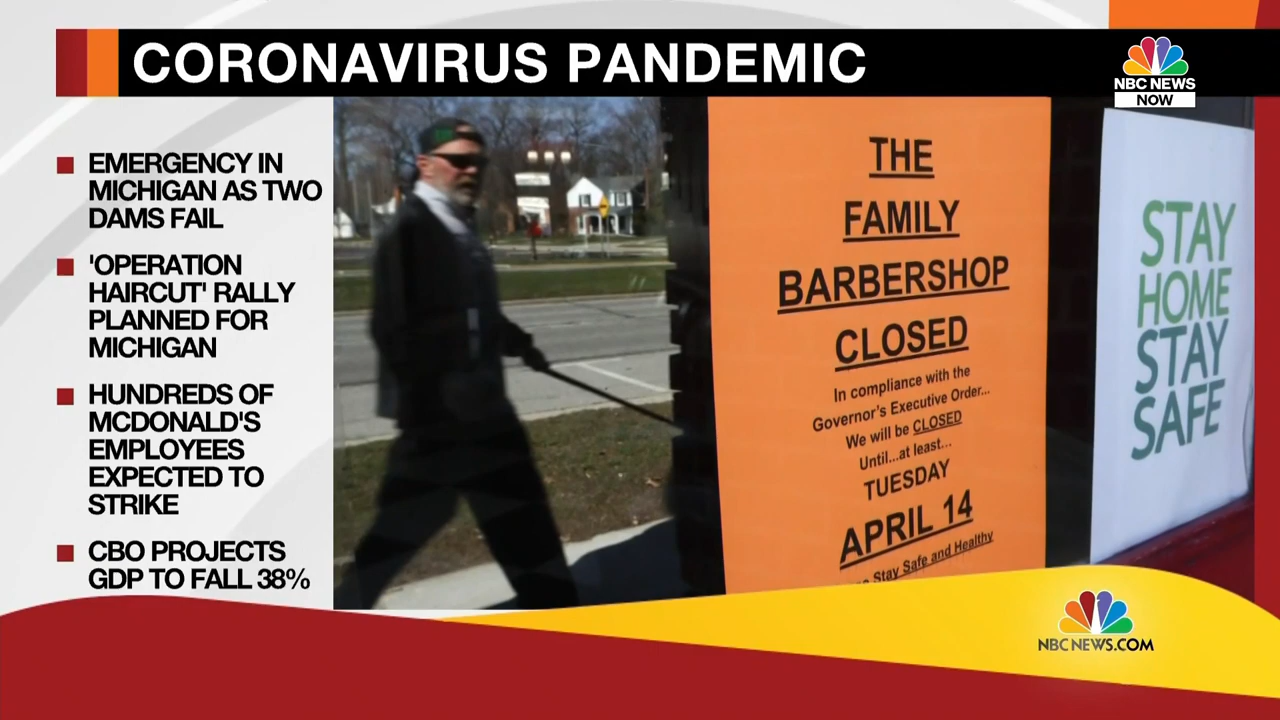 CORONAVIRUS PANDEMIC
NBC NEWS
NOW
EMERGENCY IN
MICHIGAN AS TWO
DAMS FAIL
'OPERATION
HAIRCUT' RALLY
PLANNED FOR
MICHIGAN
HUNDREDS OF
MCDONALD'S
EMPLOYEES
EXPECTED TO
STRIKE
CBO PROJECTS
GDP TO FALL 38%
THE
FAMILY
BARBERSHOP
CLOSED
In compliance with the
Governor's Executive Order...
We will be CLOSED
Until...at least...
TUESDAY
APRIL 14
Stay Safe and Healthy
STAY
HOME
STAY
SAFE
NBCNEWS.COM